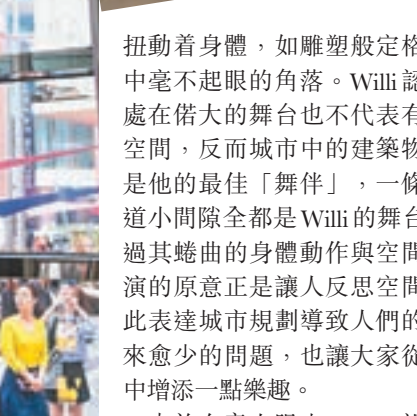 扭動着身體，如雕塑般定格
中毫不起眼的角落。Willi認
處在偌大的舞台也不代表有
空間，反而城市中的建築物
是他的最佳「舞伴」，一條
道小間隙全都是Willi的舞台
過其蜷曲的身體動作與空間
演的原意正是讓人反思空間
此表達城市規劃導致人們的
來愈少的問題，也讓大家從
中增添一點樂趣。